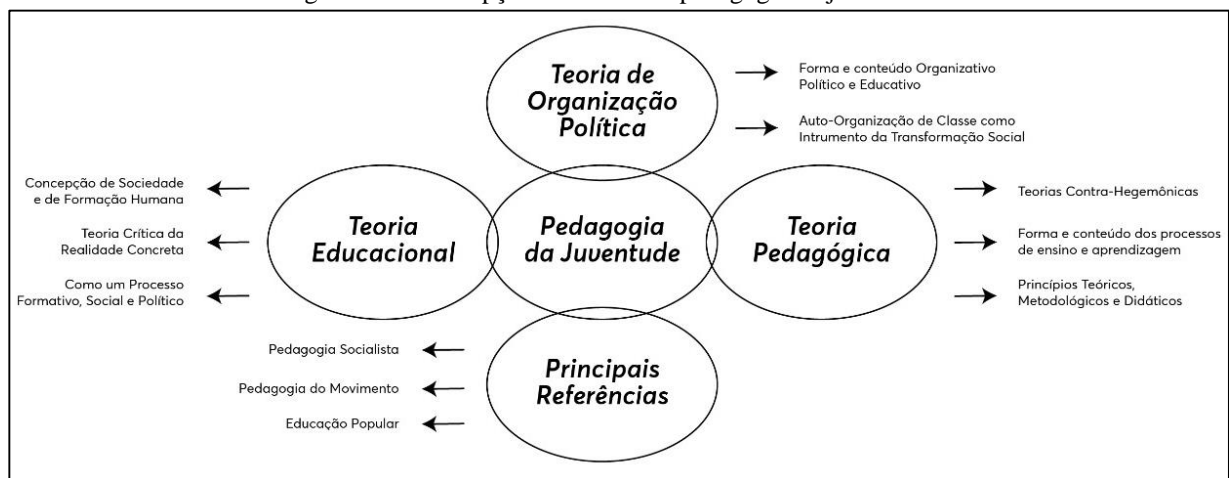 Teoria de
Organização
Política
Forma e conteúdo Organizativo
Político e Educativo
Auto-Organização de Classe como
Intrumento da Transformação Social
Concepção de Sociedade
e de Formação Humana
Teoria Crítica da
Realidade Concreta
Como um Processo
Formativo, Social e Político
Teoria
Educacional
Pedagogia
da Juventude
Teoria
Pedagógica
Teorias Contra-Hegemônicas
Forma e conteúdo dos processos
de ensino e aprendizagem
Princípios Teóricos,
Metodológicos e Didáticos
Pedagogia Socialista
Pedagogia do Movimento
Educação Popular
Principais
Referências